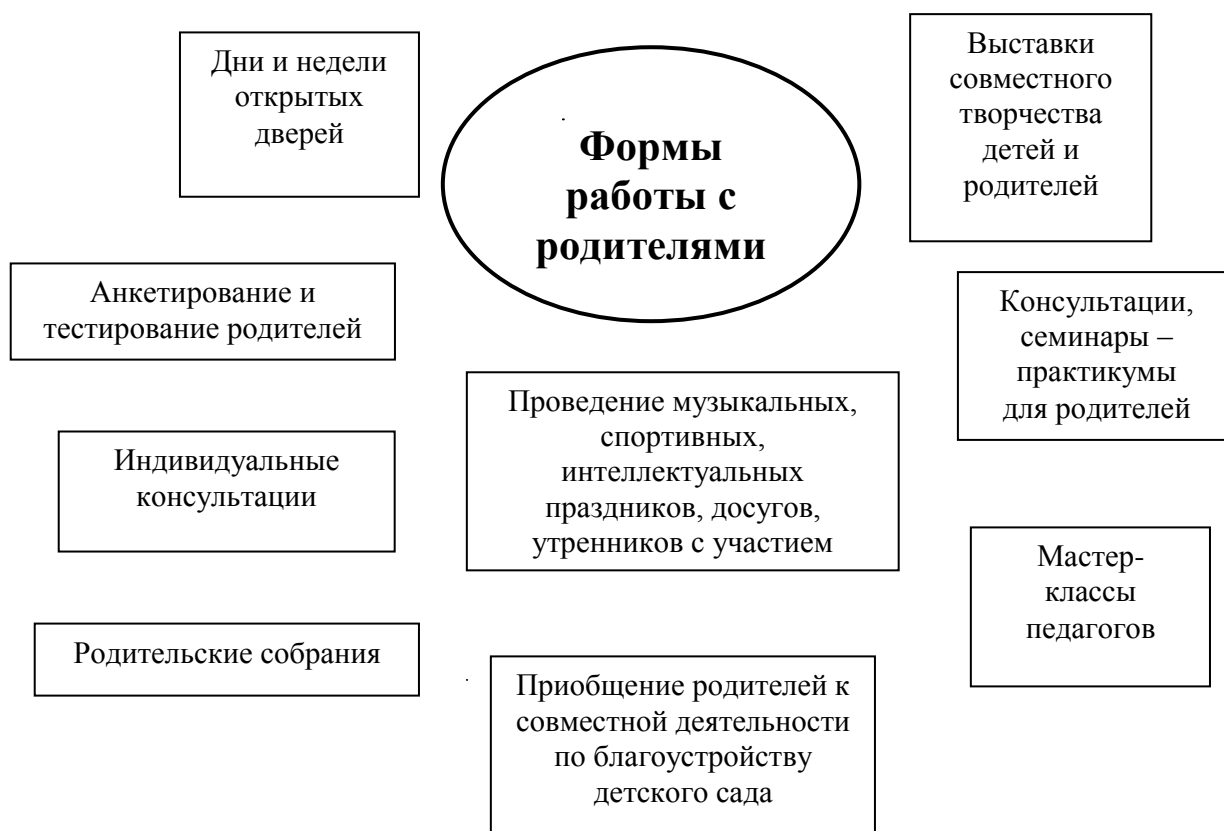 Дни и недели
открытых
дверей
Формы
работы с
родителями
Выставки
совместного
творчества
детей и
родителей
Анкетирование и
тестирование родителей
Консультации,
семинары –
практикумы
для родителей
Проведение музыкальных,
спортивных,
интеллектуальных
праздников, досугов,
утренников с участием
Индивидуальные
консультации
Мастер-
классы
педагогов
Родительские собрания
Приобщение родителей к
совместной деятельности
по благоустройству
детского сада